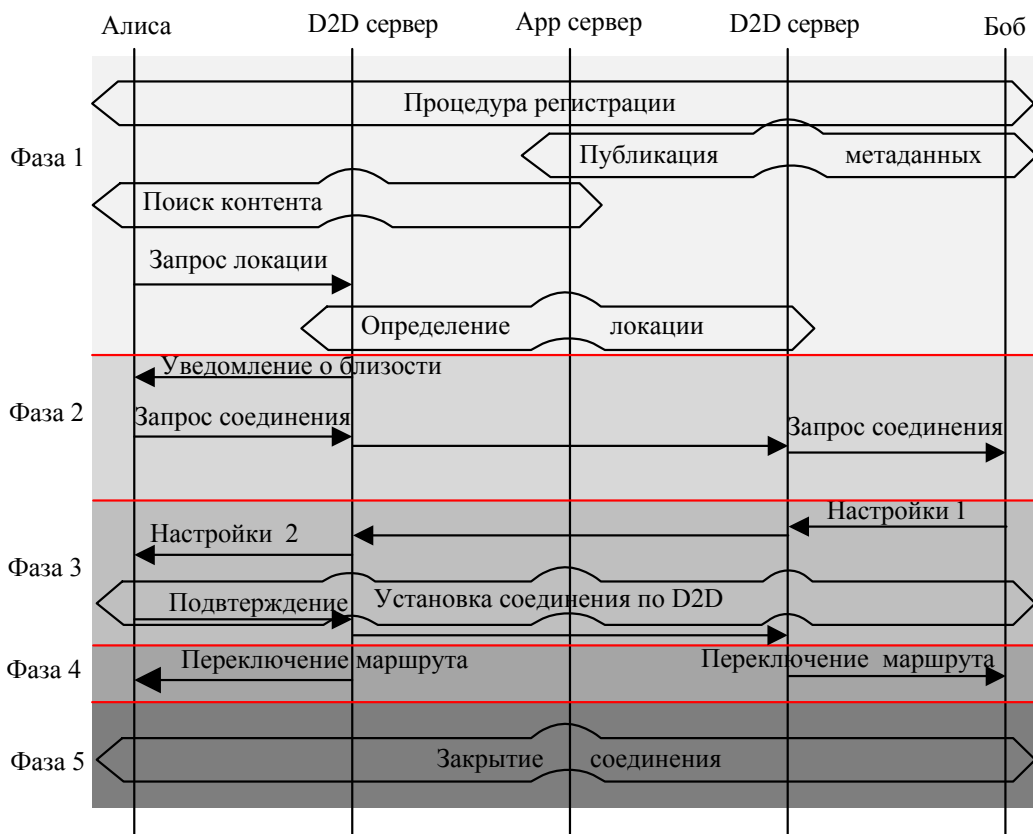 Алиса
D2D сервер
App сервер
D2D сервер
Боб
Процедура регистрации
Фаза 1
Публикация метаданных
Поиск контента
Запрос локации
Определение локации
Уведомление о близости
Фаза 2
Запрос соединения
Запрос соединения
Настройки 1
Настройки 2
Фаза 3
Подвтерждение
Установка соединения по D2D
Фаза 4
Переключение маршрута
Переключение маршрута
Фаза 5
Закрытие соединения